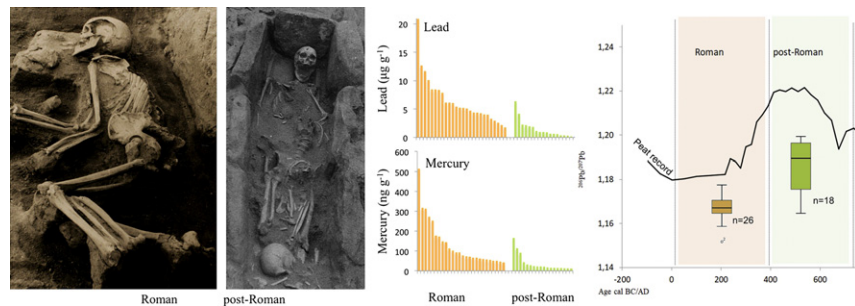 Roman
post-Roman
Lead
Lead (µg g⁻¹)
20
15
10
5
0
Mercury
Mercury (ng g⁻¹)
600
500
400
300
200
100
0
Roman
post-Roman
1,24
1,22
1,20
1,18
1,16
1,14
²⁰⁶Pb/²⁰⁷Pb
Roman
post-Roman
Peat record
n=26
n=18
-200
0
200
400
600
Age cal BC/AD